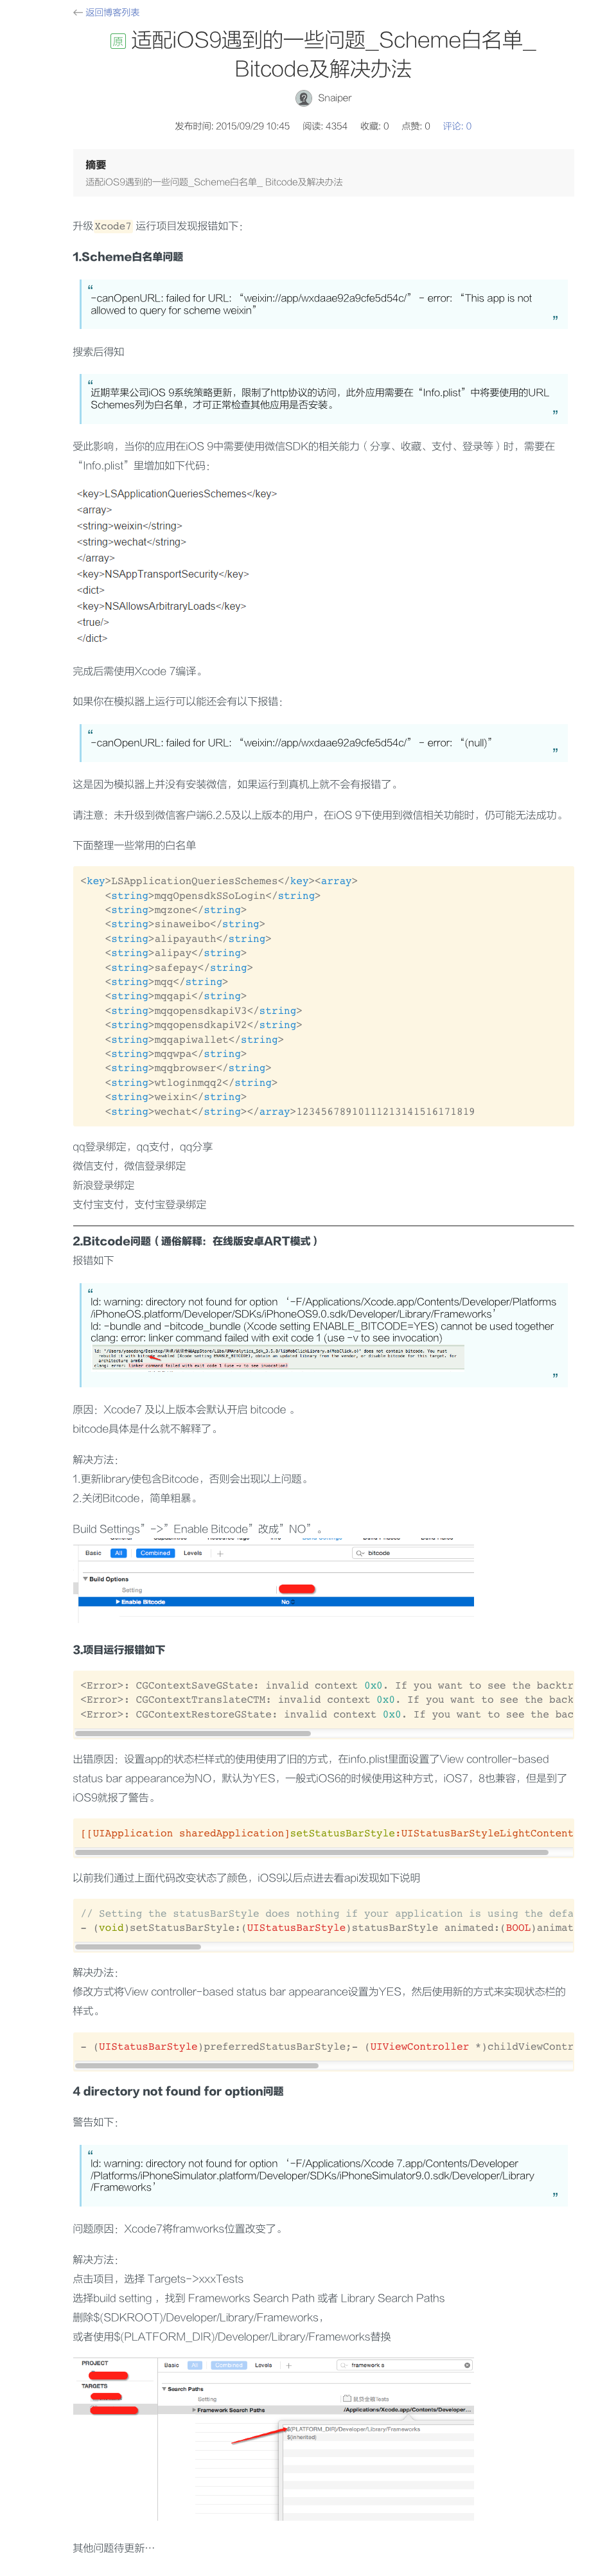 ← 返回博客列表
原 适配iOS9遇到的一些问题_Scheme白名单_
Bitcode及解决办法
Snaiper
发布时间: 2015/09/29 10:45 阅读: 4354 收藏: 0 点赞: 0 评论: 0
摘要
适配iOS9遇到的一些问题_Scheme白名单_ Bitcode及解决办法
升级Xcode7 运行项目发现报错如下：
1.Scheme白名单问题
“
-canOpenURL: failed for URL: “weixin://app/wxdaae92a9cfe5d54c/” - error: “This app is not
allowed to query for scheme weixin”
”
搜索后得知
“
近期苹果公司iOS 9系统策略更新，限制了http协议的访问，此外应用需要在“Info.plist”中将要使用的URL
Schemes列为白名单，才可正常检查其他应用是否安装。
”
受此影响，当你的应用在iOS 9中需要使用微信SDK的相关能力（分享、收藏、支付、登录等）时，需要在
“Info.plist”里增加如下代码：
<key>LSApplicationQueriesSchemes</key>
<array>
<string>weixin</string>
<string>wechat</string>
</array>
<key>NSAppTransportSecurity</key>
<dict>
<key>NSAllowsArbitraryLoads</key>
<true/>
</dict>
完成后需使用Xcode 7编译。
如果你在模拟器上运行可以能还会有以下报错：
“
-canOpenURL: failed for URL: “weixin://app/wxdaae92a9cfe5d54c/” - error: “(null)”
”
这是因为模拟器上并没有安装微信，如果运行到真机上就不会有报错了。
请注意：未升级到微信客户端6.2.5及以上版本的用户，在iOS 9下使用到微信相关功能时，仍可能无法成功。
下面整理一些常用的白名单
<key>LSApplicationQueriesSchemes</key><array>
<string>mqqOpensdkSSoLogin</string>
<string>mqzone</string>
<string>sinaweibo</string>
<string>alipayauth</string>
<string>alipay</string>
<string>safepay</string>
<string>mqq</string>
<string>mqqapi</string>
<string>mqqopensdkapiV3</string>
<string>mqqopensdkapiV2</string>
<string>mqqapiwallet</string>
<string>mqqwpa</string>
<string>mqqbrowser</string>
<string>wtloginmqq2</string>
<string>weixin</string>
<string>wechat</string></array>12345678910111213141516171819
qq登录绑定，qq支付，qq分享
微信支付，微信登录绑定
新浪登录绑定
支付宝支付，支付宝登录绑定
2.Bitcode问题（通俗解释：在线版安卓ART模式）
报错如下
“
ld: warning: directory not found for option ‘-F/Applications/Xcode.app/Contents/Developer/Platforms
/iPhoneOS.platform/Developer/SDKs/iPhoneOS9.0.sdk/Developer/Library/Frameworks’
ld: -bundle and -bitcode_bundle (Xcode setting ENABLE_BITCODE=YES) cannot be used together
clang: error: linker command failed with exit code 1 (use -v to see invocation)
linker command failed with exit code 1 (use -v to see invocation)
”
原因：Xcode7 及以上版本会默认开启 bitcode 。
bitcode具体是什么就不解释了。
解决方法：
1.更新library使包含Bitcode，否则会出现以上问题。
2.关闭Bitcode，简单粗暴。
Build Settings”->”Enable Bitcode”改成”NO”。
Basic All Combined Levels + bitcode
Build Options
Setting
Enable Bitcode No
3.项目运行报错如下
<Error>: CGContextSaveGState: invalid context 0x0. If you want to see the backtr
<Error>: CGContextTranslateCTM: invalid context 0x0. If you want to see the back
<Error>: CGContextRestoreGState: invalid context 0x0. If you want to see the bac
出错原因：设置app的状态栏样式的使用使用了旧的方式，在info.plist里面设置了View controller-based
status bar appearance为NO，默认为YES，一般式iOS6的时候使用这种方式，iOS7，8也兼容，但是到了
iOS9就报了警告。
[[UIApplication sharedApplication]setStatusBarStyle:UIStatusBarStyleLightContent
以前我们通过上面代码改变状态了颜色，iOS9以后点进去看api发现如下说明
// Setting the statusBarStyle does nothing if your application is using the defa
- (void)setStatusBarStyle:(UIStatusBarStyle)statusBarStyle animated:(BOOL)animat
解决办法：
修改方式将View controller-based status bar appearance设置为YES，然后使用新的方式来实现状态栏的
样式。
- (UIStatusBarStyle)preferredStatusBarStyle;- (UIViewController *)childViewContr
4 directory not found for option问题
警告如下：
“
ld: warning: directory not found for option ‘-F/Applications/Xcode 7.app/Contents/Developer
/Platforms/iPhoneSimulator.platform/Developer/SDKs/iPhoneSimulator9.0.sdk/Developer/Library
/Frameworks’
”
问题原因：Xcode7将framworks位置改变了。
解决方法：
点击项目，选择 Targets->xxxTests
选择build setting ，找到 Frameworks Search Path 或者 Library Search Paths
删除$(SDKROOT)/Developer/Library/Frameworks，
或者使用$(PLATFORM_DIR)/Developer/Library/Frameworks替换
PROJECT Basic All Combined Levels + framework s
TARGETS Search Paths
Setting
Framework Search Paths /Applications/Xcode.app/Contents/Developer...
$(PLATFORM_DIR)/Developer/Library/Frameworks
$(inherited)
其他问题待更新…